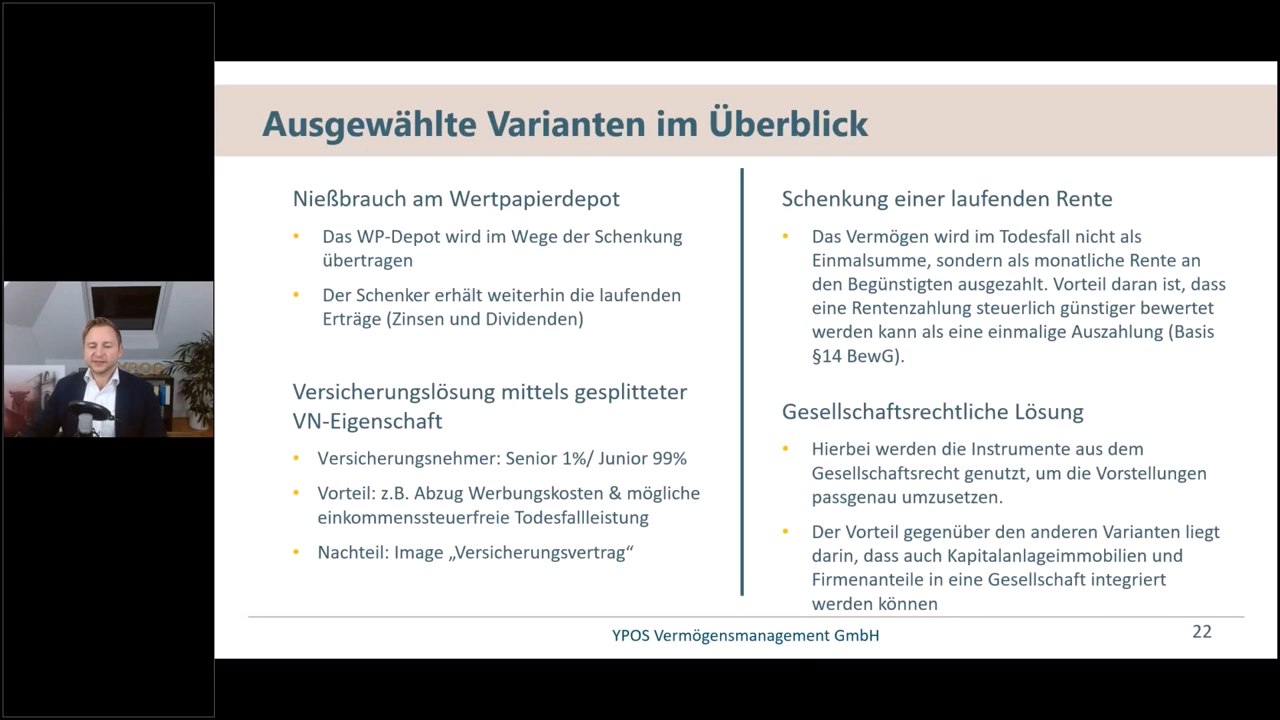 Ausgewählte Varianten im Überblick
Nießbrauch am Wertpapierdepot
• Das WP-Depot wird im Wege der Schenkung
übertragen
• Der Schenker erhält weiterhin die laufenden
Erträge (Zinsen und Dividenden)
Versicherungslösung mittels gesplitteter
VN-Eigenschaft
• Versicherungsnehmer: Senior 1%/ Junior 99%
• Vorteil: z.B. Abzug Werbungskosten & mögliche
einkommenssteuerfreie Todesfallleistung
• Nachteil: Image „Versicherungsvertrag“
Schenkung einer laufenden Rente
• Das Vermögen wird im Todesfall nicht als
Einmalsumme, sondern als monatliche Rente an
den Begünstigten ausgezahlt. Vorteil daran ist, dass
eine Rentenzahlung steuerlich günstiger bewertet
werden kann als eine einmalige Auszahlung (Basis
§14 BewG).
Gesellschaftsrechtliche Lösung
• Hierbei werden die Instrumente aus dem
Gesellschaftsrecht genutzt, um die Vorstellungen
passgenau umzusetzen.
• Der Vorteil gegenüber den anderen Varianten liegt
darin, dass auch Kapitalanlageimmobilien und
Firmenanteile in eine Gesellschaft integriert
werden können
YPOS Vermögensmanagement GmbH
22
YPOS